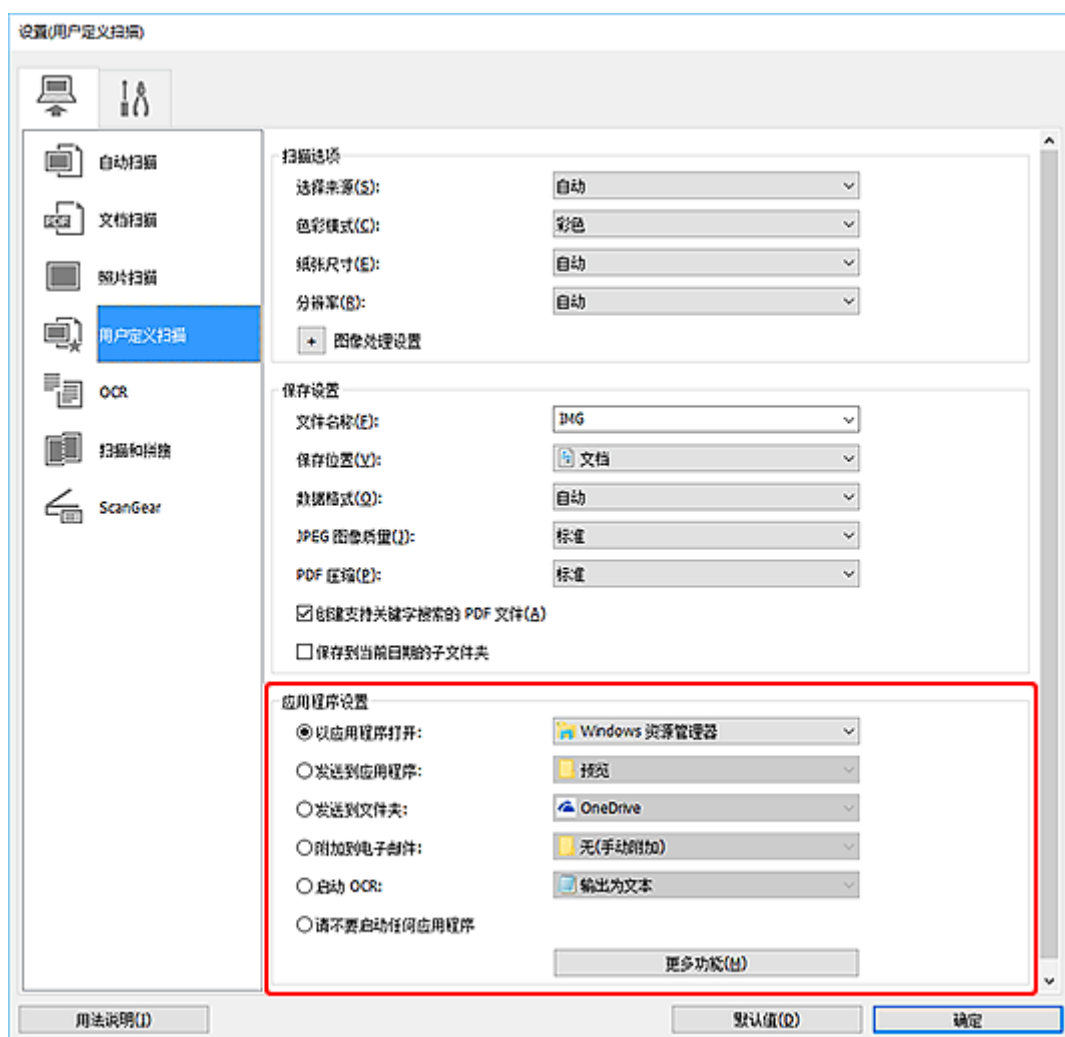 设置(用户定义扫描)
自动扫描
文档扫描
PDF
照片扫描
用户定义扫描
OCR
扫描和拼接
ScanGear
扫描选项
选择来源(S): 自动
色彩模式(C): 彩色
纸张尺寸(E): 自动
分辨率(R): 自动
+ 图像处理设置
保存设置
文件名称(F): IMG
保存位置(V): 文档
数据格式(O): 自动
JPEG 图像质量(J): 标准
PDF 压缩(P): 标准
创建支持关键字搜索的 PDF 文件(A)
保存到当前日期的子文件夹
应用程序设置
以应用程序打开: Windows 资源管理器
发送到应用程序: 预览
发送到文件夹: OneDrive
附加到电子邮件: 无(手动附加)
启动 OCR: 输出为文本
请不要启动任何应用程序
更多功能(H)
用法说明(I) 默认值(D) 确定